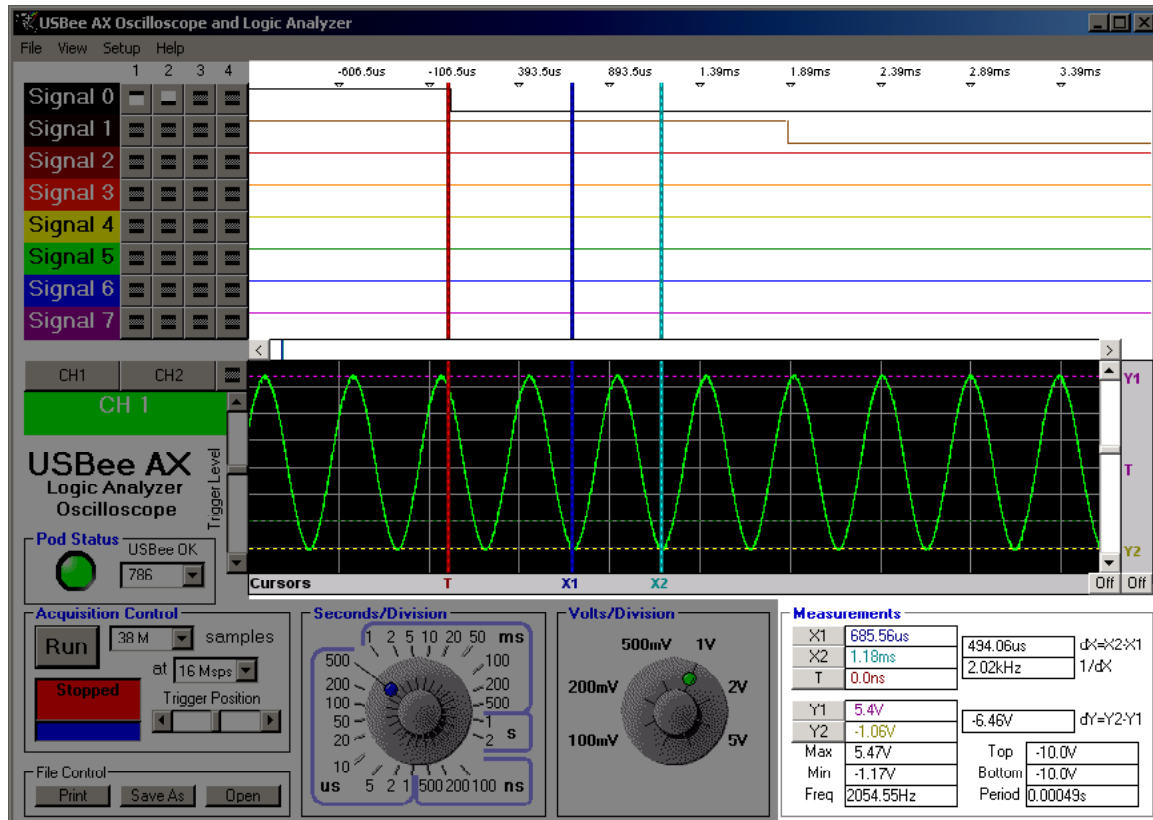 USBee AX Oscilloscope and Logic Analyzer
File View Setup Help
1 2 3 4
-606.5us -106.5us 393.5us 893.5us 1.39ms 1.89ms 2.39ms 2.89ms 3.39ms
Signal 0
Signal 1
Signal 2
Signal 3
Signal 4
Signal 5
Signal 6
Signal 7
CH1 CH2
CH 1
Y1
USBee AX
Logic Analyzer
Oscilloscope
Trigger Level
T
Pod Status
USBee OK
786
Y2
Cursors T X1 X2 Off Off
Acquisition Control
Run 38 M samples
at 16 Msps
Stopped
Trigger Position
File Control
Print Save As Open
Seconds/Division
1 2 5 10 20 50 ms
500 100
200 200
100 500
50 1
20 2 s
10
us 5 2 1 500 200 100 ns
Volts/Division
500mV 1V
200mV 2V
100mV 5V
Measurements
X1 685.56us 494.06us dX=X2-X1
X2 1.18ms 2.02kHz 1/dX
T 0.0ns
Y1 5.4V -6.46V dY=Y2-Y1
Y2 -1.06V
Max 5.47V Top -10.0V
Min -1.17V Bottom -10.0V
Freq 2054.55Hz Period 0.00049s